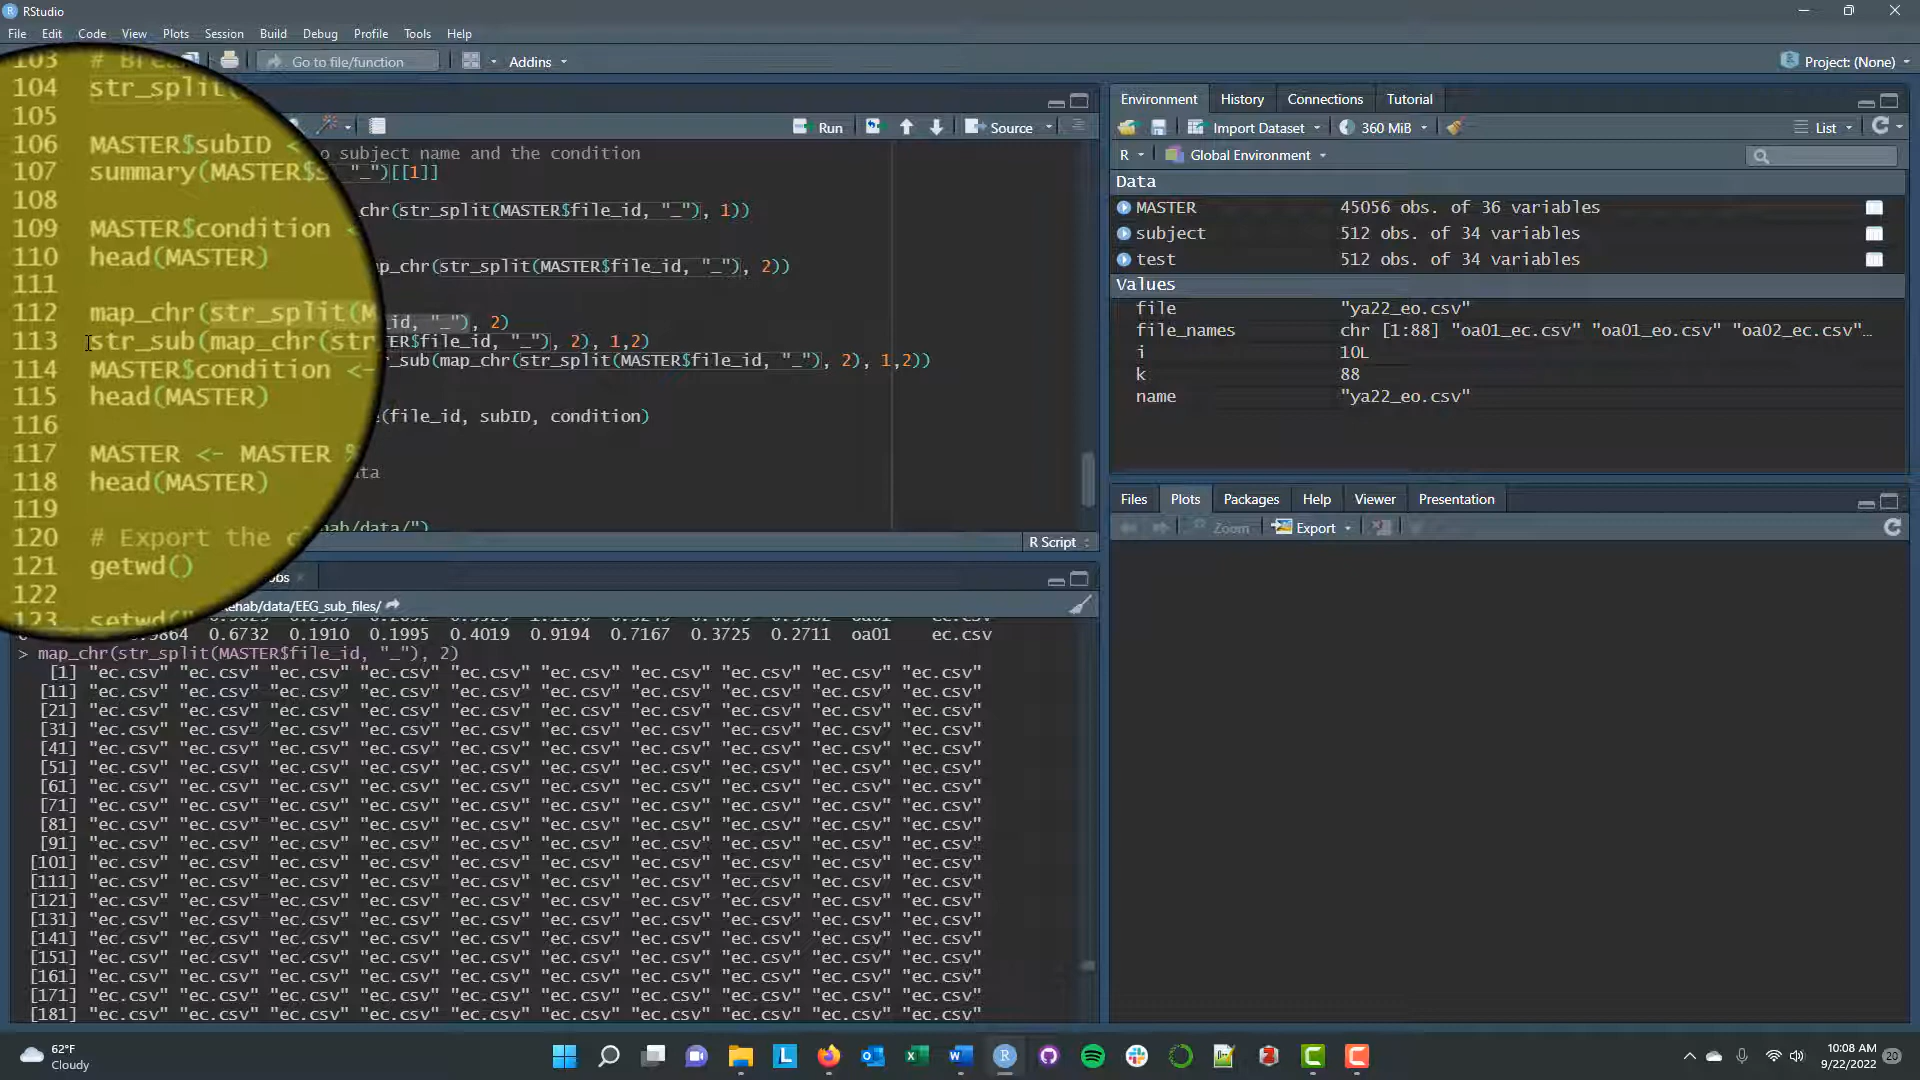 RStudio
File Edit Code View Plots Session Build Debug Profile Tools Help
Go to file/function
Addins
Project: (None)
Run
Source
103 # Brea
104 str_split(
105
106 MASTER$subID <
107 summary(MASTER$s
108
109 MASTER$condition <
110 head(MASTER)
111
112 map_chr(str_split(M
113 str_sub(map_chr(str
114 MASTER$condition <-
115 head(MASTER)
116
117 MASTER <- MASTER %
118 head(MASTER)
119
120 # Export the c
121 getwd()
122
123 setwd("
o subject name and the condition
"_")[[1]]
chr(str_split(MASTER$file_id, "_"), 1))
p_chr(str_split(MASTER$file_id, "_"), 2))
_id, "_"), 2)
ER$file_id, "_"), 2), 1,2)
r_sub(map_chr(str_split(MASTER$file_id, "_"), 2), 1,2))
e(file_id, subID, condition)
ta
hab/data/")
R Script
obs
ehab/data/EEG_sub_files/
.9864 0.6732 0.1910 0.1995 0.4019 0.9194 0.7167 0.3725 0.2711 oa01 ec.csv
> map_chr(str_split(MASTER$file_id, "_"), 2)
[1] "ec.csv" "ec.csv" "ec.csv" "ec.csv" "ec.csv" "ec.csv" "ec.csv" "ec.csv" "ec.csv" "ec.csv"
[11] "ec.csv" "ec.csv" "ec.csv" "ec.csv" "ec.csv" "ec.csv" "ec.csv" "ec.csv" "ec.csv" "ec.csv"
[21] "ec.csv" "ec.csv" "ec.csv" "ec.csv" "ec.csv" "ec.csv" "ec.csv" "ec.csv" "ec.csv" "ec.csv"
[31] "ec.csv" "ec.csv" "ec.csv" "ec.csv" "ec.csv" "ec.csv" "ec.csv" "ec.csv" "ec.csv" "ec.csv"
[41] "ec.csv" "ec.csv" "ec.csv" "ec.csv" "ec.csv" "ec.csv" "ec.csv" "ec.csv" "ec.csv" "ec.csv"
[51] "ec.csv" "ec.csv" "ec.csv" "ec.csv" "ec.csv" "ec.csv" "ec.csv" "ec.csv" "ec.csv" "ec.csv"
[61] "ec.csv" "ec.csv" "ec.csv" "ec.csv" "ec.csv" "ec.csv" "ec.csv" "ec.csv" "ec.csv" "ec.csv"
[71] "ec.csv" "ec.csv" "ec.csv" "ec.csv" "ec.csv" "ec.csv" "ec.csv" "ec.csv" "ec.csv" "ec.csv"
[81] "ec.csv" "ec.csv" "ec.csv" "ec.csv" "ec.csv" "ec.csv" "ec.csv" "ec.csv" "ec.csv" "ec.csv"
[91] "ec.csv" "ec.csv" "ec.csv" "ec.csv" "ec.csv" "ec.csv" "ec.csv" "ec.csv" "ec.csv" "ec.csv"
[101] "ec.csv" "ec.csv" "ec.csv" "ec.csv" "ec.csv" "ec.csv" "ec.csv" "ec.csv" "ec.csv" "ec.csv"
[111] "ec.csv" "ec.csv" "ec.csv" "ec.csv" "ec.csv" "ec.csv" "ec.csv" "ec.csv" "ec.csv" "ec.csv"
[121] "ec.csv" "ec.csv" "ec.csv" "ec.csv" "ec.csv" "ec.csv" "ec.csv" "ec.csv" "ec.csv" "ec.csv"
[131] "ec.csv" "ec.csv" "ec.csv" "ec.csv" "ec.csv" "ec.csv" "ec.csv" "ec.csv" "ec.csv" "ec.csv"
[141] "ec.csv" "ec.csv" "ec.csv" "ec.csv" "ec.csv" "ec.csv" "ec.csv" "ec.csv" "ec.csv" "ec.csv"
[151] "ec.csv" "ec.csv" "ec.csv" "ec.csv" "ec.csv" "ec.csv" "ec.csv" "ec.csv" "ec.csv" "ec.csv"
[161] "ec.csv" "ec.csv" "ec.csv" "ec.csv" "ec.csv" "ec.csv" "ec.csv" "ec.csv" "ec.csv" "ec.csv"
[171] "ec.csv" "ec.csv" "ec.csv" "ec.csv" "ec.csv" "ec.csv" "ec.csv" "ec.csv" "ec.csv" "ec.csv"
[181] "ec.csv" "ec.csv" "ec.csv" "ec.csv" "ec.csv" "ec.csv" "ec.csv" "ec.csv" "ec.csv" "ec.csv"
Environment History Connections Tutorial
Import Dataset 360 MiB List
R Global Environment
Data
MASTER 45056 obs. of 36 variables
subject 512 obs. of 34 variables
test 512 obs. of 34 variables
Values
file "ya22_eo.csv"
file_names chr [1:88] "oa01_ec.csv" "oa01_eo.csv" "oa02_ec.csv"…
i 10L
k 88
name "ya22_eo.csv"
Files Plots Packages Help Viewer Presentation
Zoom Export
62°F
Cloudy
10:08 AM
9/22/2022
20